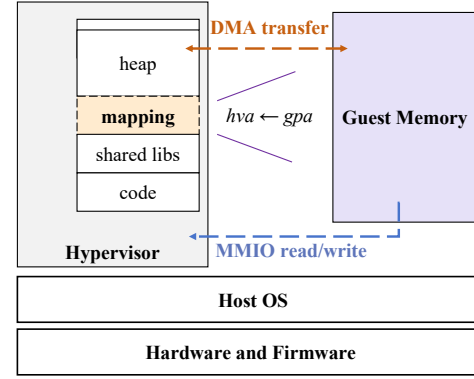 DMA transfer
heap
mapping
hva ← gpa
Guest Memory
shared libs
code
Hypervisor
MMIO read/write
Host OS
Hardware and Firmware